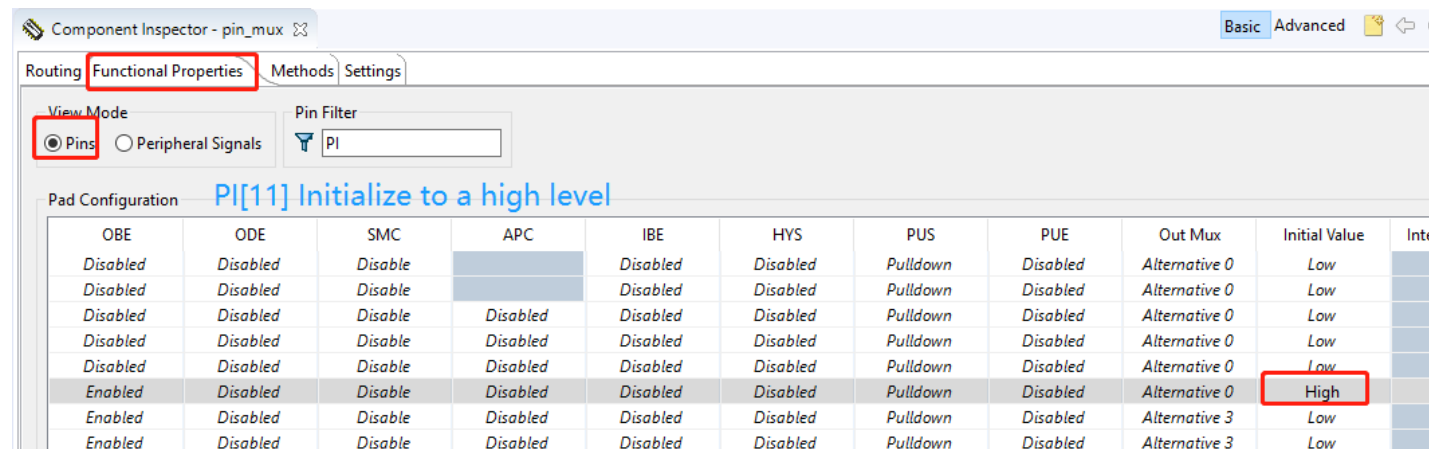 Component Inspector - pin_mux
Basic Advanced
Routing Functional Properties Methods Settings
View Mode Pin Filter
Pins Peripheral Signals PI
Pad Configuration PI[11] Initialize to a high level
OBE ODE SMC APC IBE HYS PUS PUE Out Mux Initial Value Inte
Disabled Disabled Disable Disabled Disabled Pulldown Disabled Alternative 0 Low
Disabled Disabled Disable Disabled Disabled Pulldown Disabled Alternative 0 Low
Disabled Disabled Disable Disabled Disabled Disabled Pulldown Disabled Alternative 0 Low
Disabled Disabled Disable Disabled Disabled Disabled Pulldown Disabled Alternative 0 Low
Disabled Disabled Disable Disabled Disabled Disabled Pulldown Disabled Alternative 0 Low
Enabled Disabled Disable Disabled Disabled Disabled Pulldown Disabled Alternative 0 High
Enabled Disabled Disable Disabled Disabled Disabled Pulldown Disabled Alternative 3 Low
Enabled Disabled Disable Disabled Disabled Disabled Pulldown Disabled Alternative 3 Low